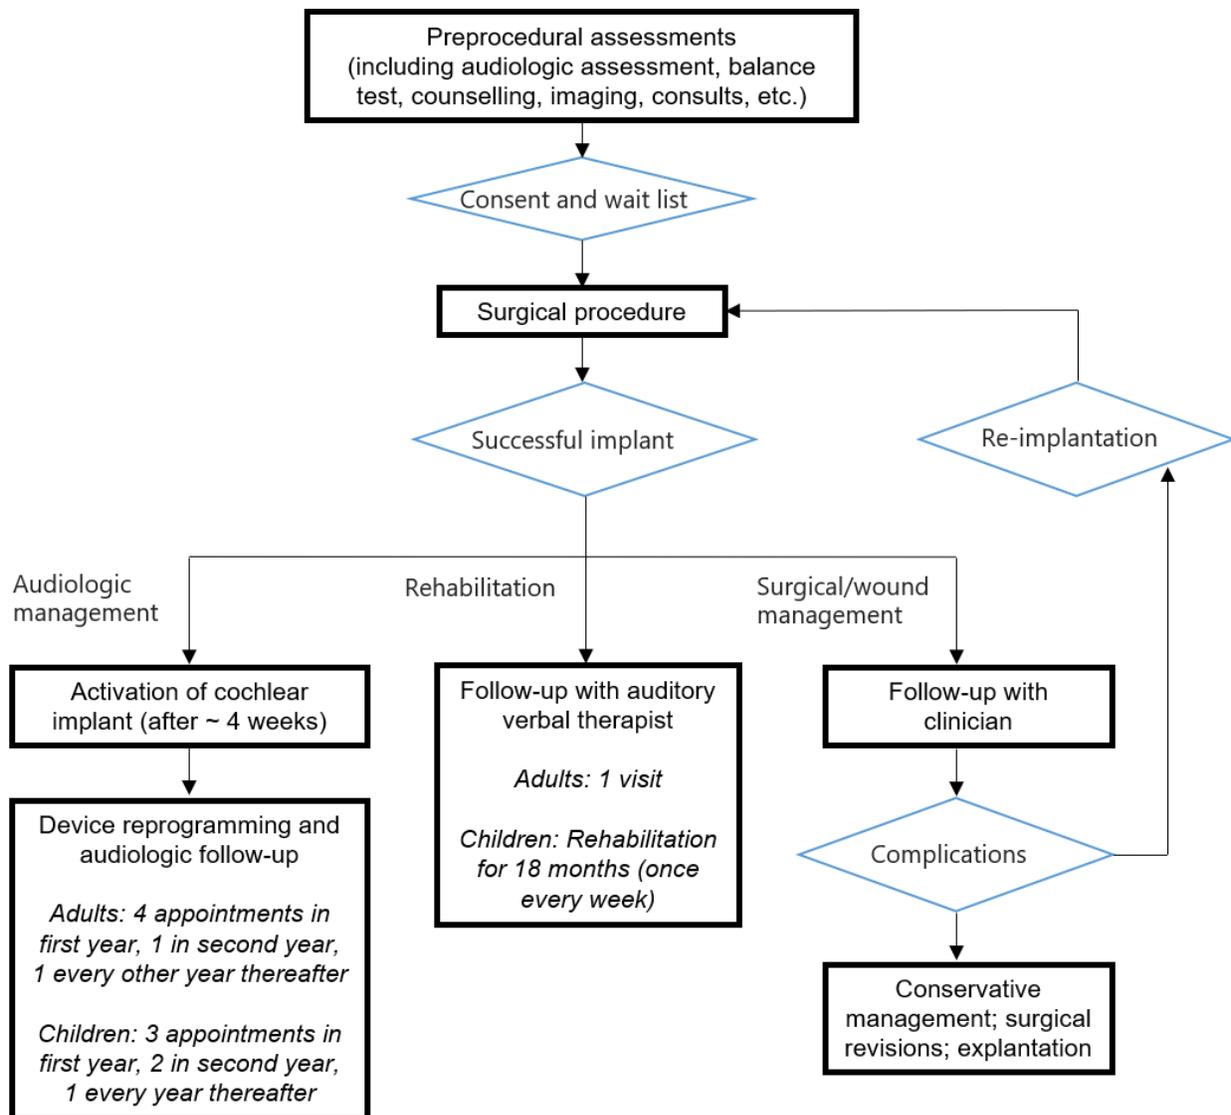 Preprocedural assessments
(including audiologic assessment, balance
test, counselling, imaging, consults, etc.)
Consent and wait list
Surgical procedure
Successful implant
Re-implantation
Audiologic
management
Rehabilitation
Surgical/wound
management
Activation of cochlear
implant (after ~ 4 weeks)
Follow-up with auditory
verbal therapist
Adults: 1 visit
Children: Rehabilitation
for 18 months (once
every week)
Follow-up with
clinician
Device reprogramming and
audiologic follow-up
Adults: 4 appointments in
first year, 1 in second year,
1 every other year thereafter
Children: 3 appointments in
first year, 2 in second year,
1 every year thereafter
Complications
Conservative
management; surgical
revisions; explantation